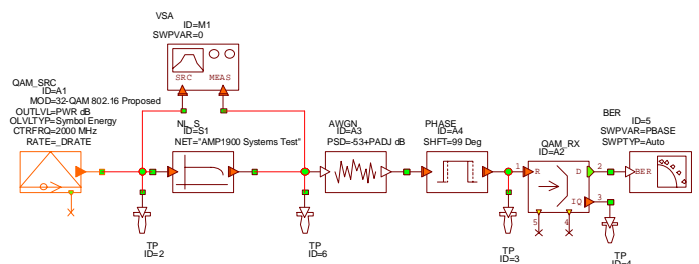 VSA
ID=M1
SWPVAR=0
SRC MEAS
QAM_SRC
ID=A1
MOD=32-QAM 802.16 Proposed
OUTLVL=PWR dB
OLVLTYP=Symbol Energy
CTRFRQ=2000 MHz
RATE=_DRATE
NL_S
ID=S1
NET="AMP1900 Systems Test"
AWGN
ID=A3
PSD=-53+PADJ dB
PHASE
ID=A4
SHFT=99 Deg
QAM_RX
ID=A2
1 R D 2
IQ 3
5 4
BER
ID=5
SWPVAR=PBASE
SWPTYP=Auto
BER
TP
ID=2
TP
ID=6
TP
ID=3
TP
ID=4